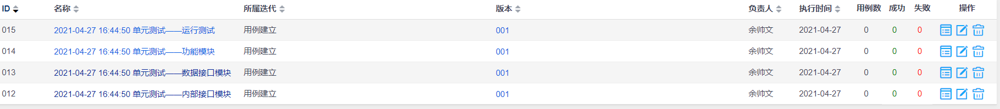 ID 名称 所属迭代 版本 负责人 执行时间 用例数 成功 失败 操作
015 2021-04-27 16:44:50 单元测试——运行测试 用例建立 001 余帅文 2021-04-27 0 0 0
014 2021-04-27 16:44:50 单元测试——功能模块 用例建立 001 余帅文 2021-04-27 0 0 0
013 2021-04-27 16:44:50 单元测试——数据接口模块 用例建立 001 余帅文 2021-04-27 0 0 0
012 2021-04-27 16:44:50 单元测试——内部接口模块 用例建立 001 余帅文 2021-04-27 0 0 0